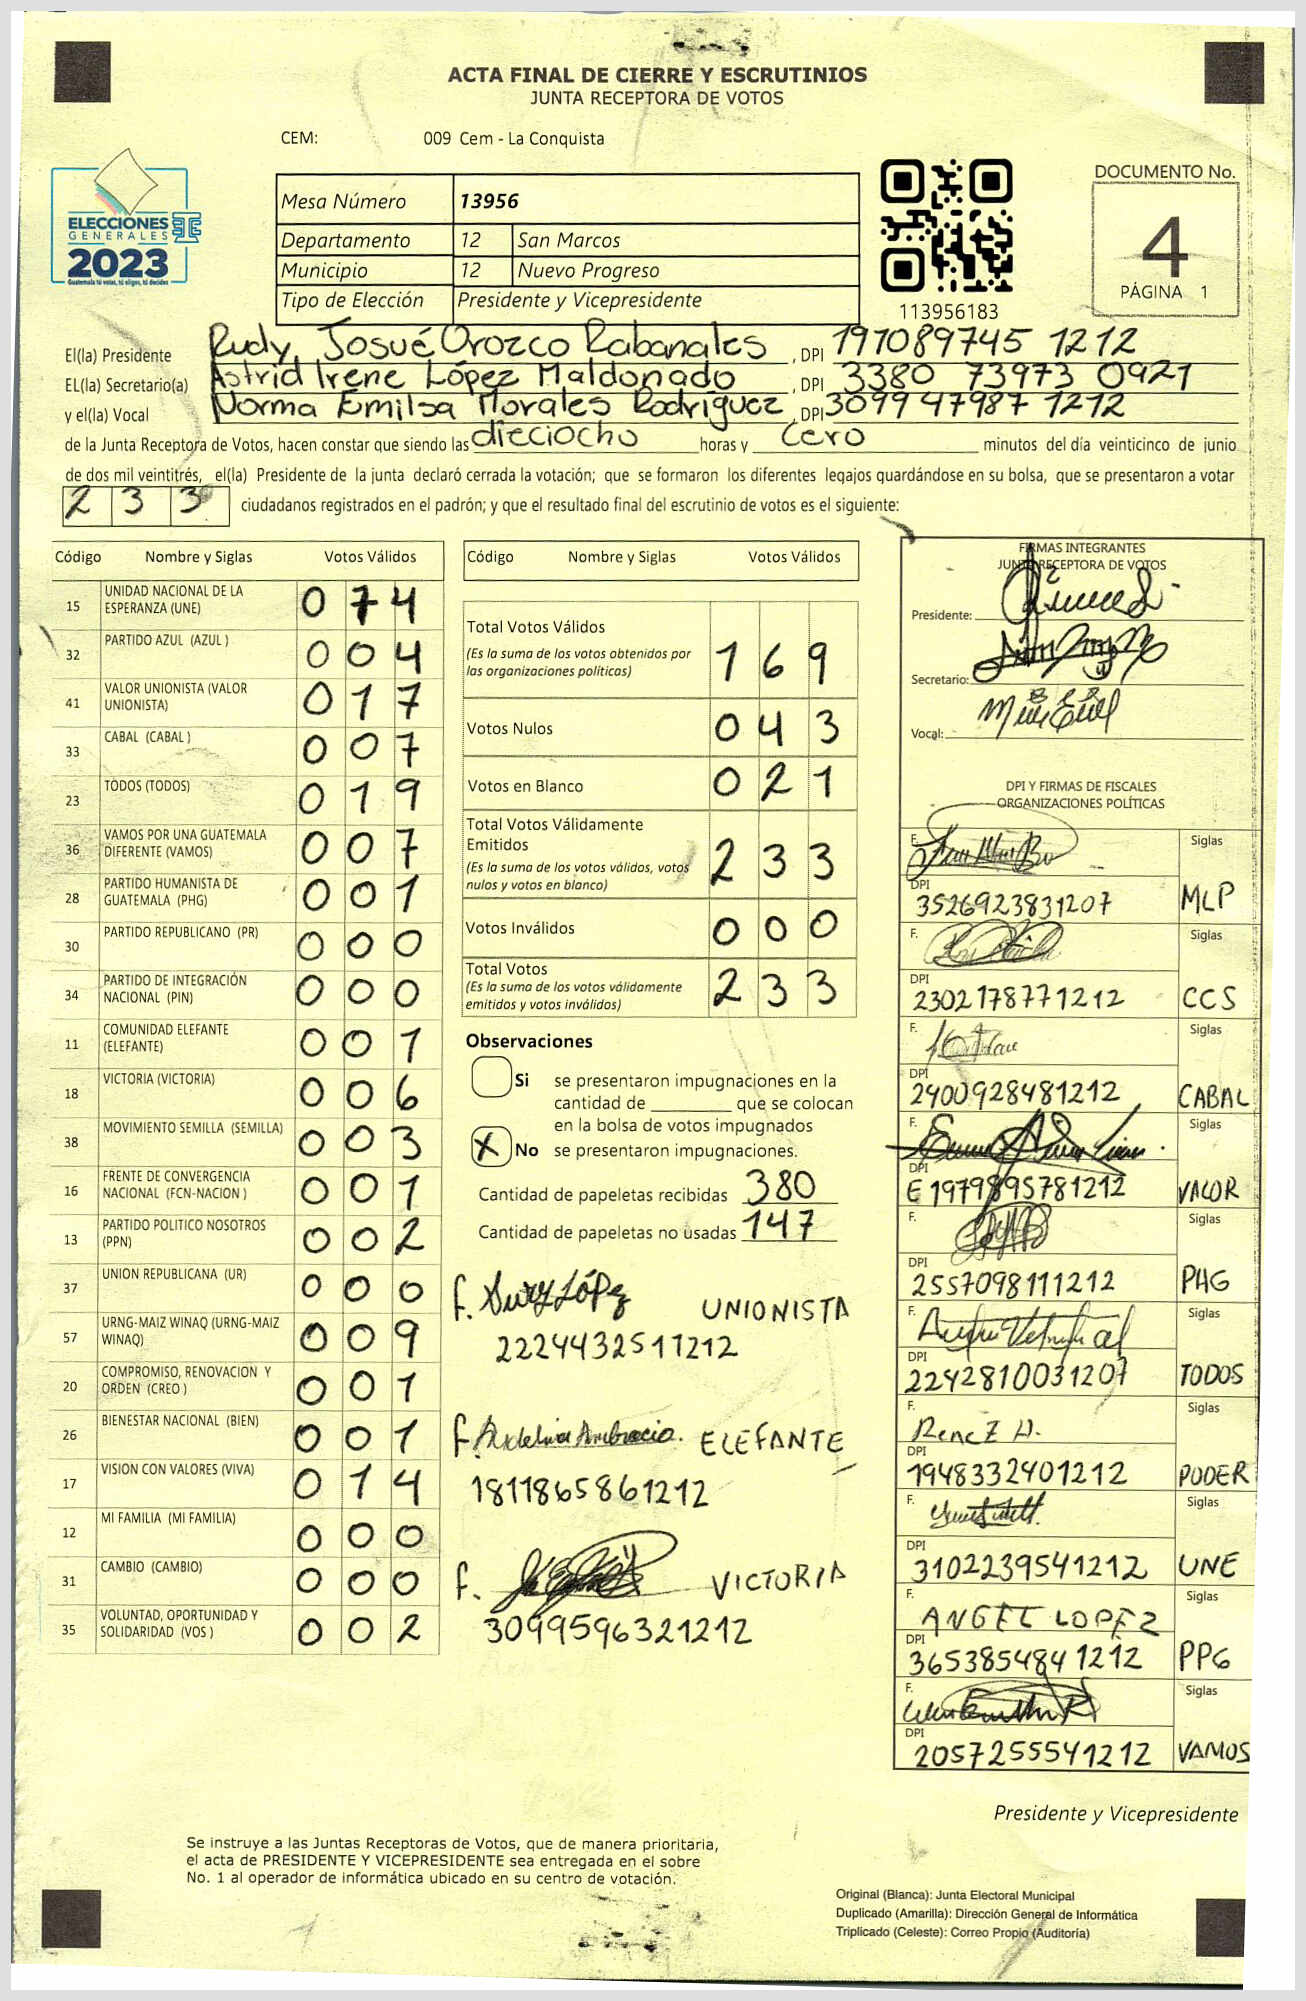 ACTA FINAL DE CIERRE Y ESCRUTINIOS
JUNTA RECEPTORA DE VOTOS
CEM: 009 Cem - La Conquista
ELECCIONES
GENERALES
2023
Guatemala tú votas, tú eliges, tú decides
Mesa Número 13956
Departamento 12 San Marcos
Municipio 12 Nuevo Progreso
Tipo de Elección Presidente y Vicepresidente
113956183
DOCUMENTO No.
4
PÁGINA 1
El(la) Presidente Rudy Josué Orozco Rabanales, DPI 197089745 1212
EL(la) Secretario(a) Astrid Irene López Maldonado, DPI 3380 73973 0921
y el(la) Vocal Norma Emilsa Morales Rodríguez, DPI 3099 47987 1212
de la Junta Receptora de Votos, hacen constar que siendo las dieciocho horas y cero minutos del día veinticinco de junio
de dos mil veintitrés, el(la) Presidente de la junta declaró cerrada la votación; que se formaron los diferentes legajos guardándose en su bolsa, que se presentaron a votar
2 3 3 ciudadanos registrados en el padrón; y que el resultado final del escrutinio de votos es el siguiente:
Código Nombre y Siglas Votos Válidos
15 UNIDAD NACIONAL DE LA ESPERANZA (UNE) 0 7 4
32 PARTIDO AZUL (AZUL ) 0 0 4
41 VALOR UNIONISTA (VALOR UNIONISTA) 0 1 7
33 CABAL (CABAL ) 0 0 7
23 TODOS (TODOS) 0 1 9
36 VAMOS POR UNA GUATEMALA DIFERENTE (VAMOS) 0 0 7
28 PARTIDO HUMANISTA DE GUATEMALA (PHG) 0 0 1
30 PARTIDO REPUBLICANO (PR) 0 0 0
34 PARTIDO DE INTEGRACIÓN NACIONAL (PIN) 0 0 0
11 COMUNIDAD ELEFANTE (ELEFANTE) 0 0 1
18 VICTORIA (VICTORIA) 0 0 6
38 MOVIMIENTO SEMILLA (SEMILLA) 0 0 3
16 FRENTE DE CONVERGENCIA NACIONAL (FCN-NACION ) 0 0 1
13 PARTIDO POLITICO NOSOTROS (PPN) 0 0 2
37 UNION REPUBLICANA (UR) 0 0 0
57 URNG-MAIZ WINAQ (URNG-MAIZ WINAQ) 0 0 9
20 COMPROMISO, RENOVACION Y ORDEN (CREO ) 0 0 1
26 BIENESTAR NACIONAL (BIEN) 0 0 1
17 VISION CON VALORES (VIVA) 0 1 4
12 MI FAMILIA (MI FAMILIA) 0 0 0
31 CAMBIO (CAMBIO) 0 0 0
35 VOLUNTAD, OPORTUNIDAD Y SOLIDARIDAD (VOS ) 0 0 2
Código Nombre y Siglas Votos Válidos
Total Votos Válidos
(Es la suma de los votos obtenidos por las organizaciones políticas) 1 6 9
Votos Nulos 0 4 3
Votos en Blanco 0 2 1
Total Votos Válidamente Emitidos
(Es la suma de los votos válidos, votos nulos y votos en blanco) 2 3 3
Votos Inválidos 0 0 0
Total Votos
(Es la suma de los votos válidamente emitidos y votos inválidos) 2 3 3
Observaciones
Si se presentaron impugnaciones en la
cantidad de ________ que se colocan
en la bolsa de votos impugnados
X No se presentaron impugnaciones.
Cantidad de papeletas recibidas 380
Cantidad de papeletas no usadas 147
f. Sury López UNIONISTA
2224432511212
f. Audelina Ambrocio. ELEFANTE
1811865861212
f. VICTORIA
3099596321212
FIRMAS INTEGRANTES
JUNTA RECEPTORA DE VOTOS
Presidente:
Secretario:
Vocal:
DPI Y FIRMAS DE FISCALES
ORGANIZACIONES POLÍTICAS
F. Siglas
DPI 3526923831207 MLP
F. Siglas
DPI 2302178771212 CCS
F. Siglas
DPI 2400928481212 CABAL
F. Siglas
DPI E 1979895781212 VALOR
F. Siglas
DPI 2557098111212 PHG
F. Siglas
DPI 2242810031207 TODOS
F. Rene Z H. Siglas
DPI 1948332401212 PODER
F. Siglas
DPI 3102239541212 UNE
F. ANGEL LOPEZ Siglas
DPI 3653854841212 PPG
F. Siglas
DPI 2057255541212 VAMOS
Presidente y Vicepresidente
Se instruye a las Juntas Receptoras de Votos, que de manera prioritaria,
el acta de PRESIDENTE Y VICEPRESIDENTE sea entregada en el sobre
No. 1 al operador de informática ubicado en su centro de votación.
Original (Blanca): Junta Electoral Municipal
Duplicado (Amarilla): Dirección General de Informática
Triplicado (Celeste): Correo Propio (Auditoría)